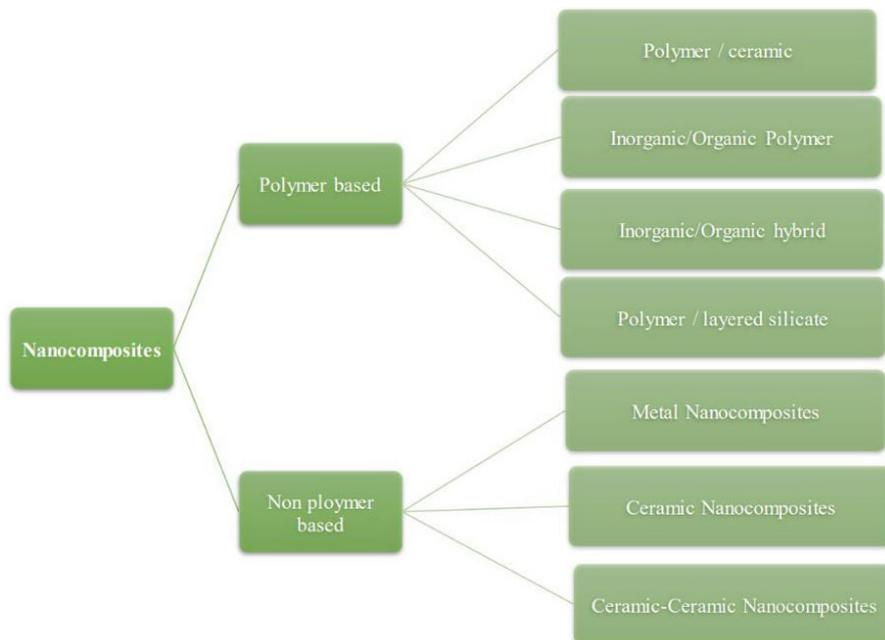 Nanocomposites
Polymer based
Polymer / ceramic
Inorganic/Organic Polymer
Inorganic/Organic hybrid
Polymer / layered silicate
Non ploymer
based
Metal Nanocomposites
Ceramic Nanocomposites
Ceramic-Ceramic Nanocomposites